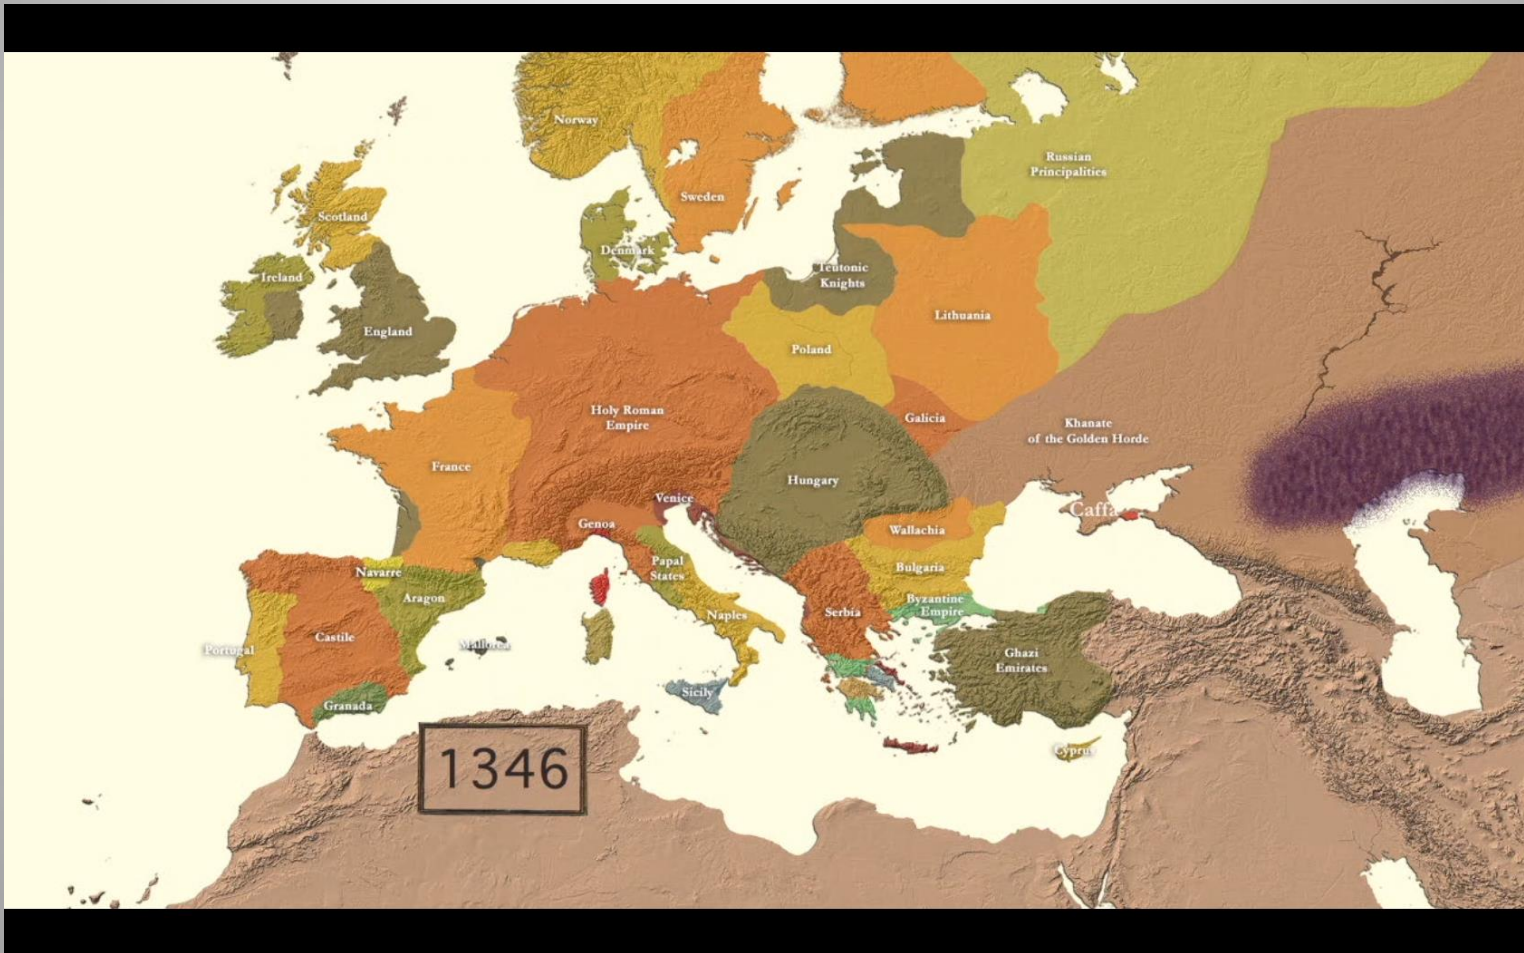 Norway
Russian
Principalities
Sweden
Scotland
Denmark
Ireland
Teutonic
Knights
England
Lithuania
Poland
Holy Roman
Empire
Galicia
Khanate
of the Golden Horde
France
Hungary
Venice
Caffa
Genoa
Wallachia
Papal
States
Bulgaria
Navarre
Aragon
Byzantine
Empire
Serbia
Naples
Castile
Portugal
Mallorca
Ghazi
Emirates
Sicily
Granada
Cyprus
1346